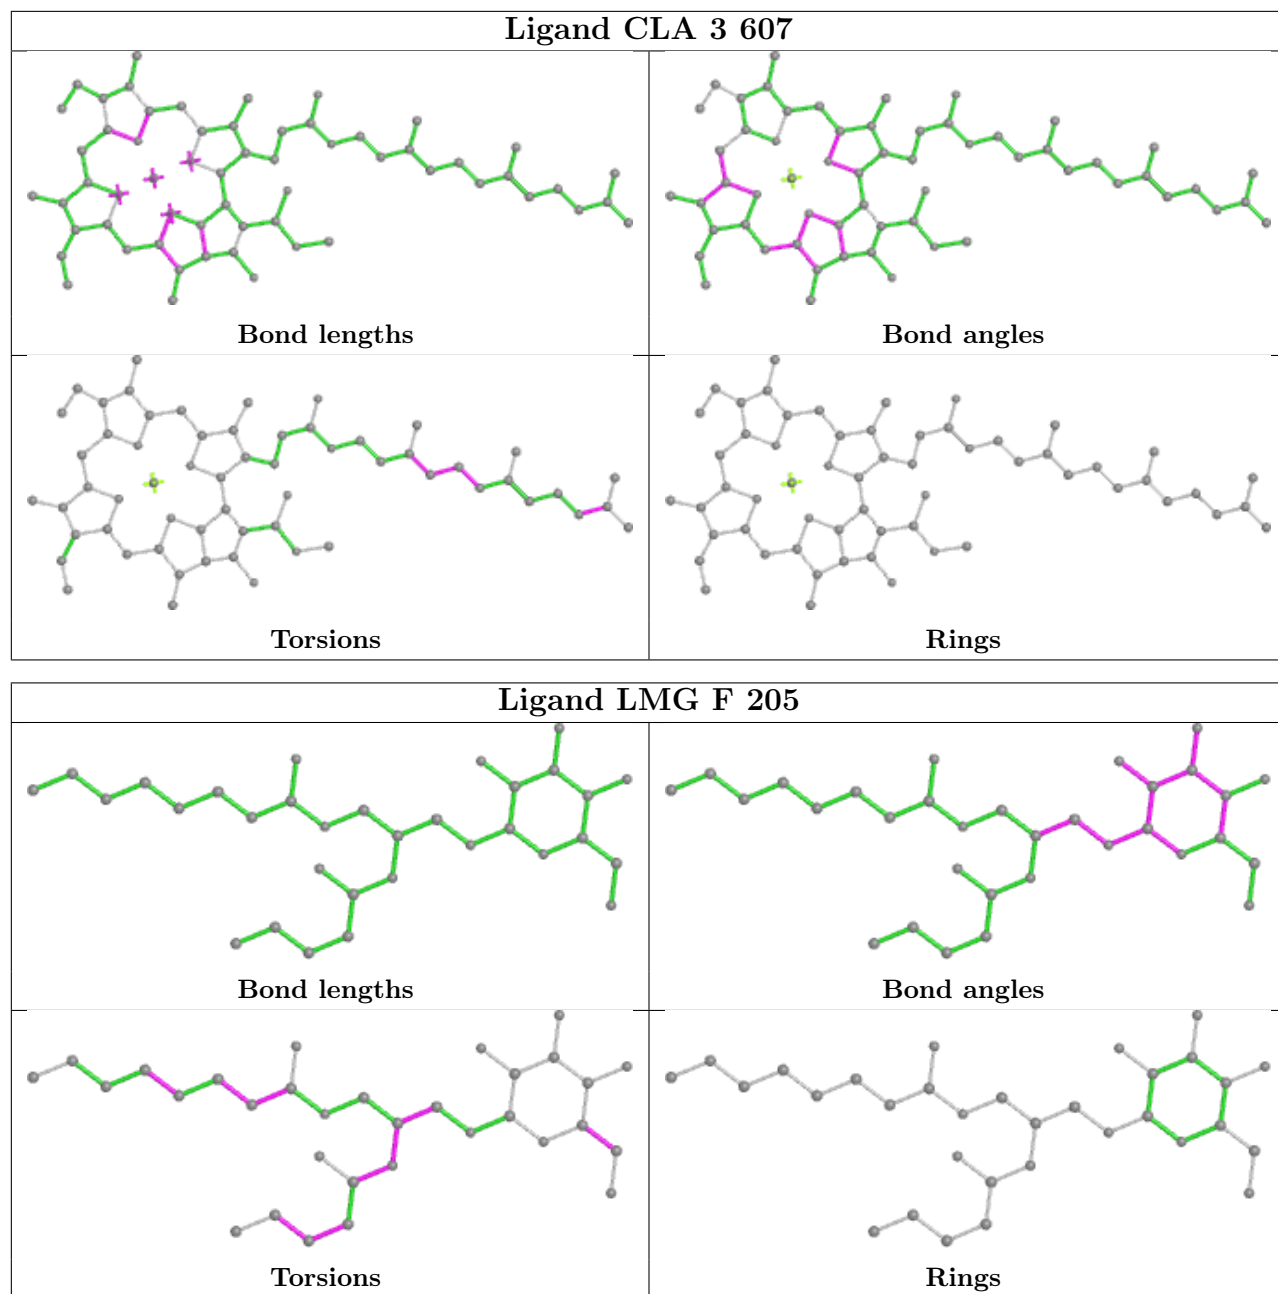 Ligand CLA 3 607
Bond lengths
Bond angles
Torsions
Rings
Ligand LMG F 205
Bond lengths
Bond angles
Torsions
Rings